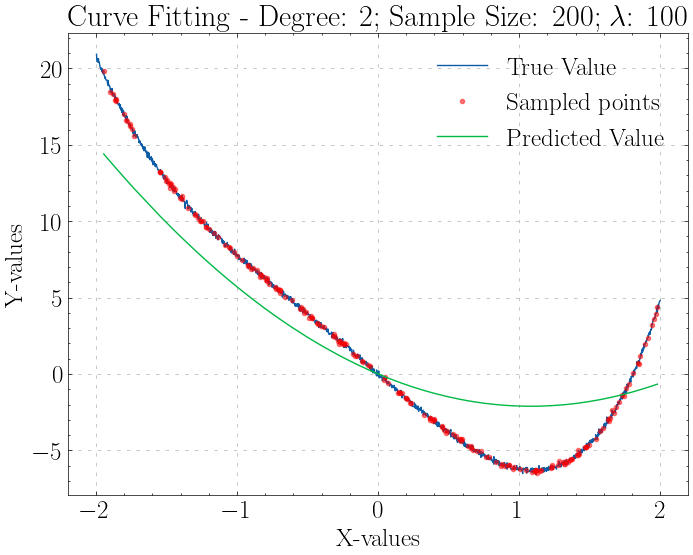 Curve Fitting - Degree: 2; Sample Size: 200; λ: 100
True Value
Sampled points
Predicted Value
Y-values
20
15
10
5
0
−5
−2
−1
0
1
2
X-values